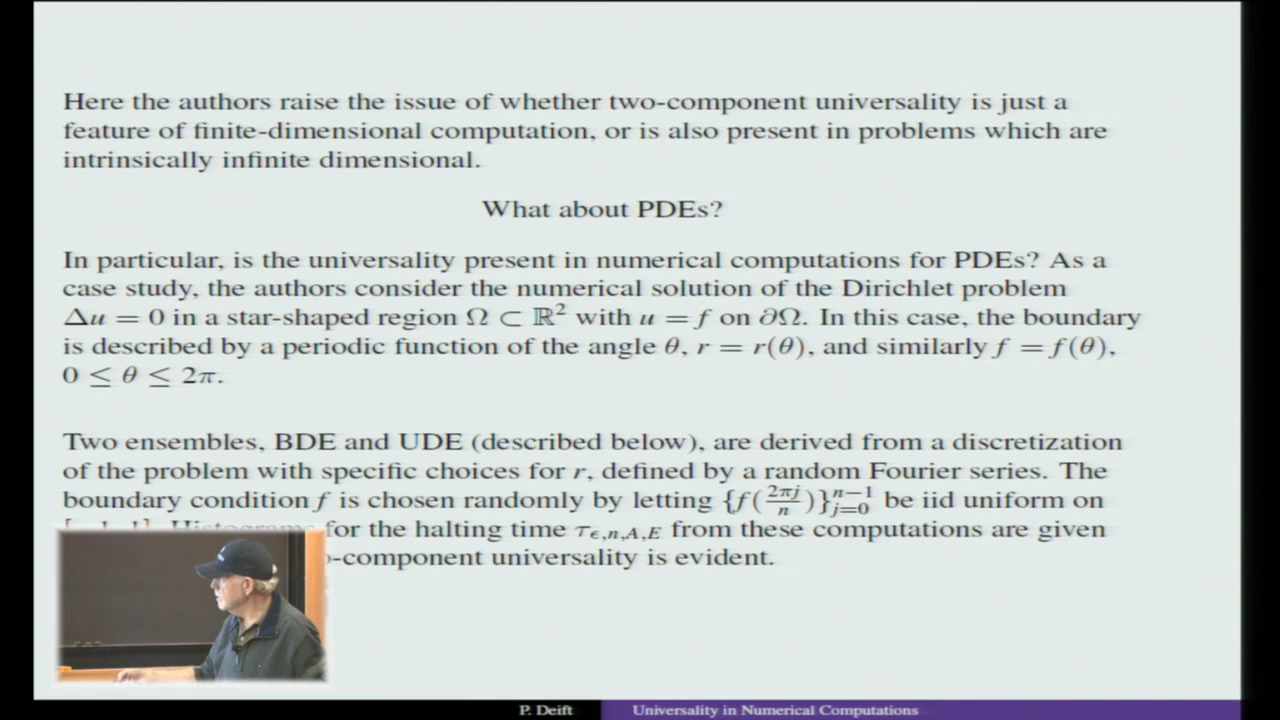 Here the authors raise the issue of whether two-component universality is just a
feature of finite-dimensional computation, or is also present in problems which are
intrinsically infinite dimensional.
What about PDEs?
In particular, is the universality present in numerical computations for PDEs? As a
case study, the authors consider the numerical solution of the Dirichlet problem
Δu = 0 in a star-shaped region Ω ⊂ ℝ² with u = f on ∂Ω. In this case, the boundary
is described by a periodic function of the angle θ, r = r(θ), and similarly f = f(θ),
0 ≤ θ ≤ 2π.
Two ensembles, BDE and UDE (described below), are derived from a discretization
of the problem with specific choices for r, defined by a random Fourier series. The
boundary condition f is chosen randomly by letting {f(2πj/n)}_{j=0}^{n−1} be iid uniform on
for the halting time τ_{ϵ,n,A,E} from these computations are given
-component universality is evident.
P. Deift Universality in Numerical Computations